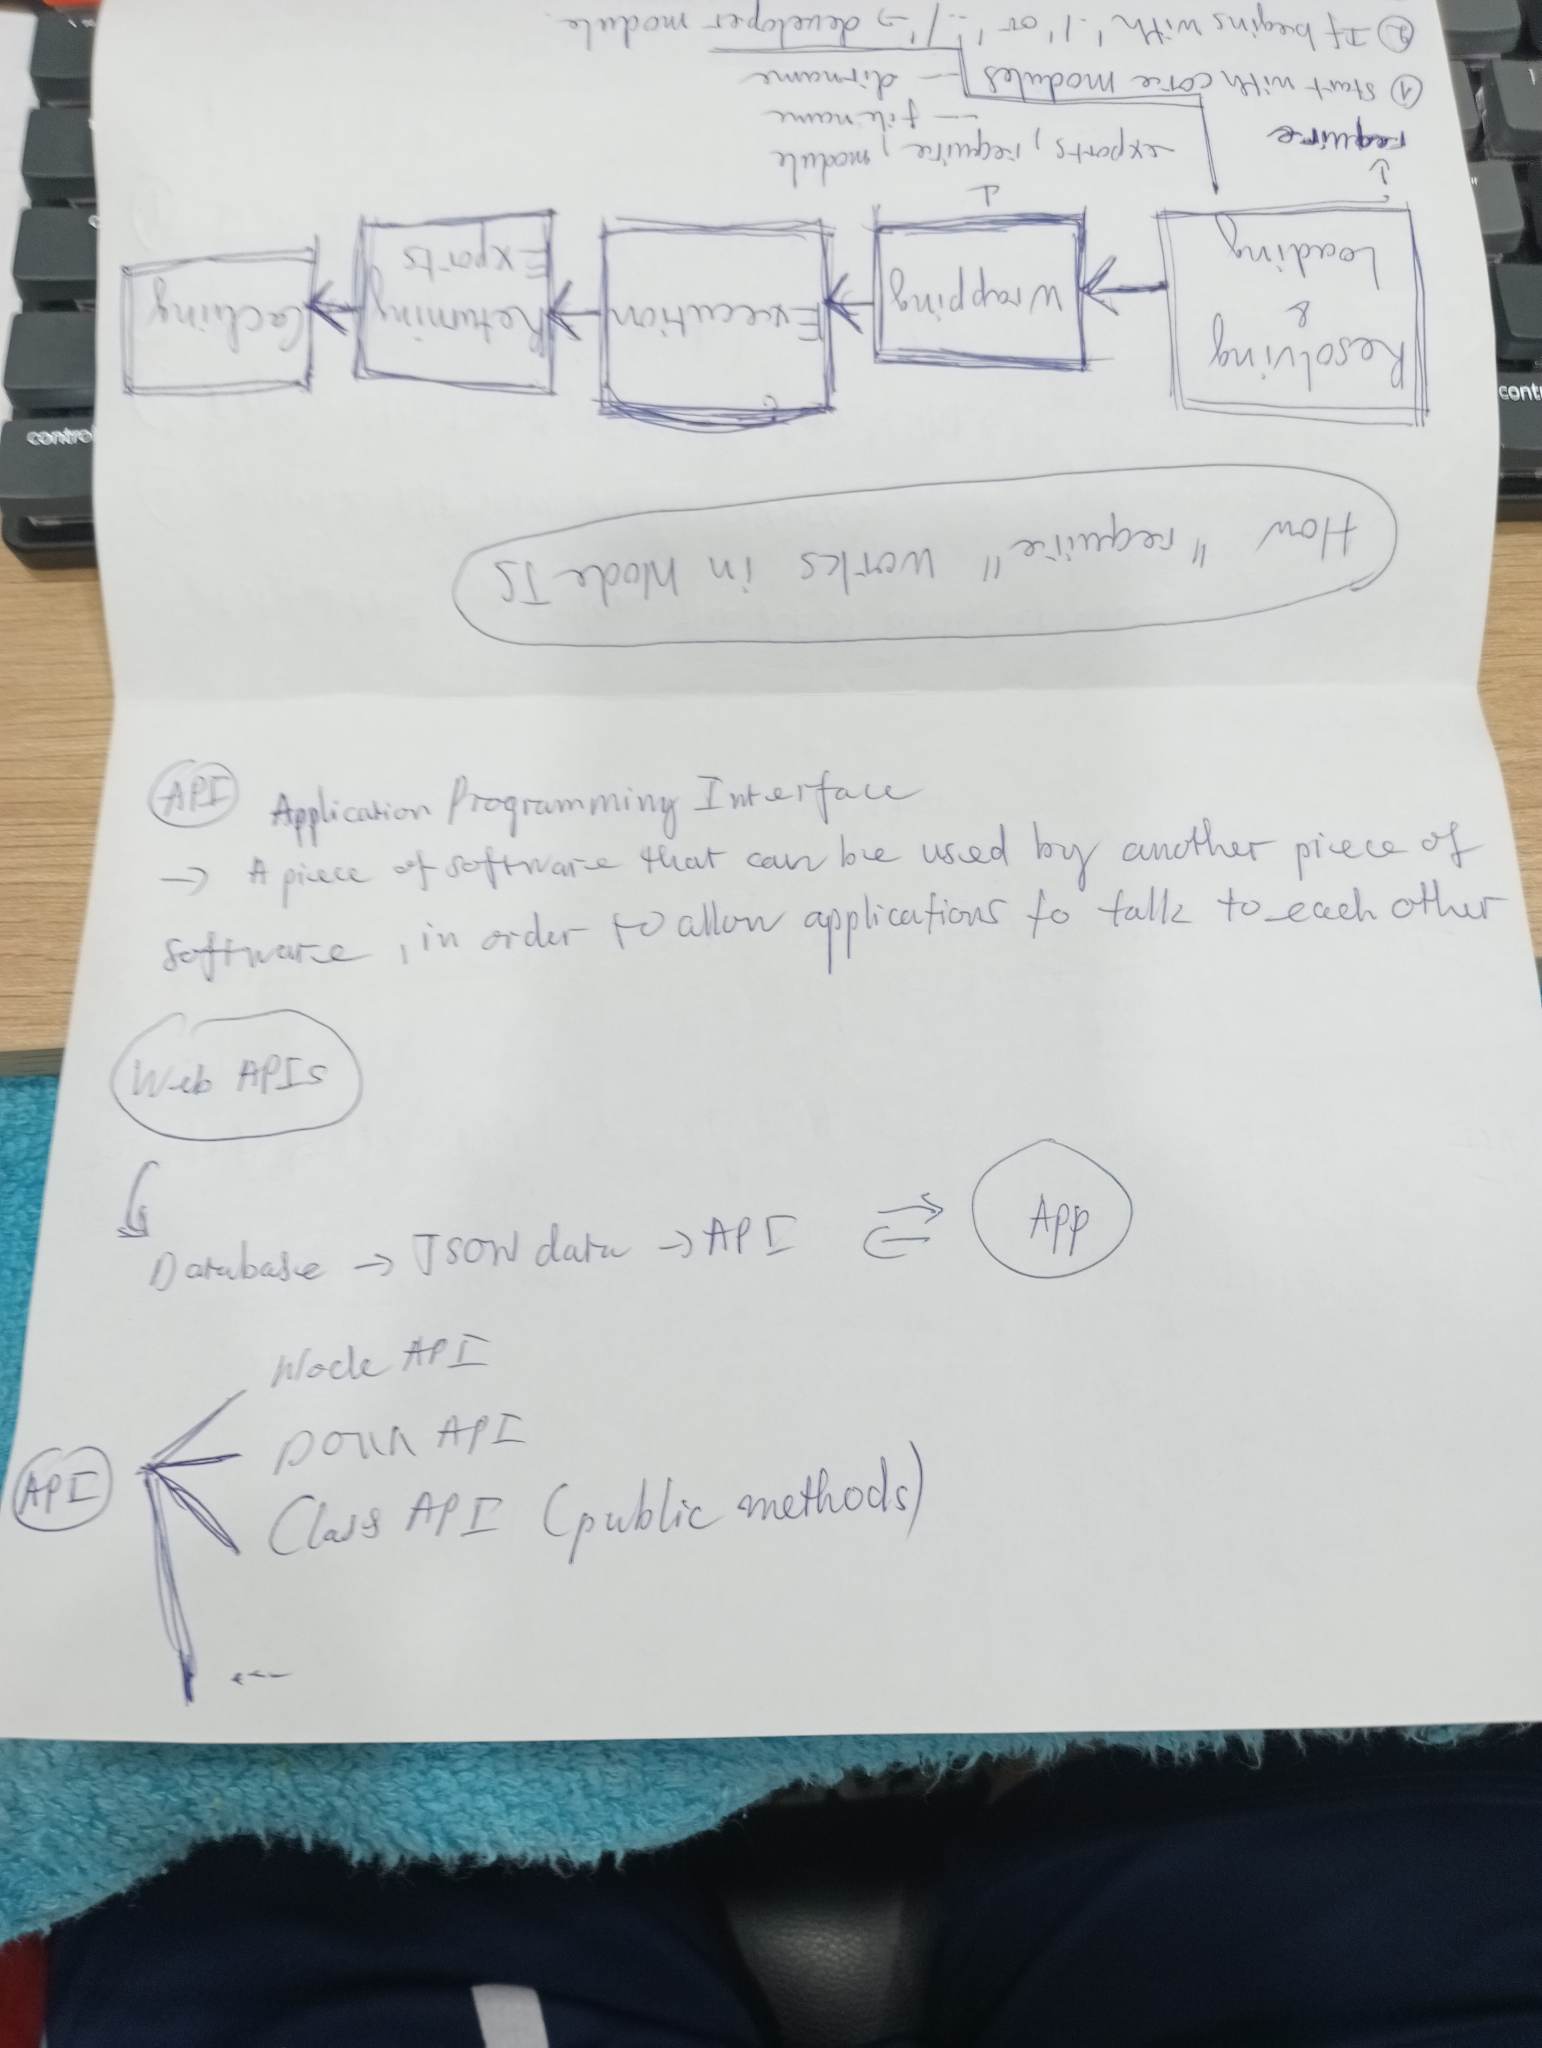 API Application Programming Interface
→ A piece of software that can be used by another piece of
software, in order to allow applications to talk to each other
Web APIs
Database → JSON data → API ⇄ App
API
Node API
DOM API
Class API (public methods)
...
How "require" works in Node JS
Resolving & Loading → Wrapping → Execution → Returning Exports → Caching
require
exports, require, module
-- filename
-- dirname
① Start with core modules
② If begins with './' or '../' → developer module.
control